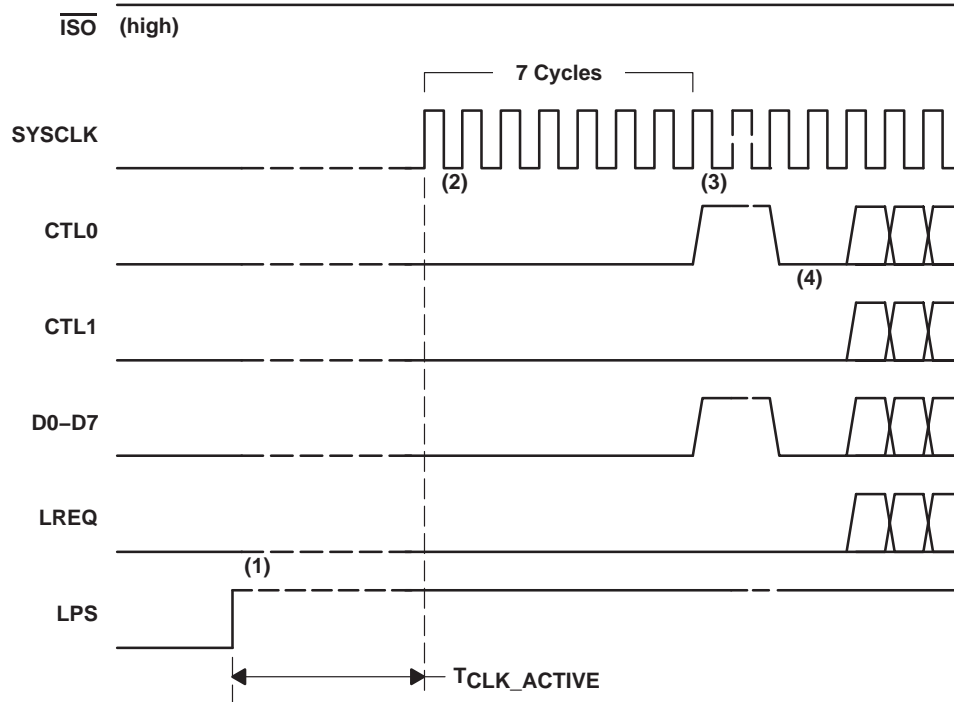 ISO (high)
7 Cycles
SYSCLK
(2) (3)
CTL0
(4)
CTL1
D0–D7
LREQ
(1)
LPS
TCLK_ACTIVE